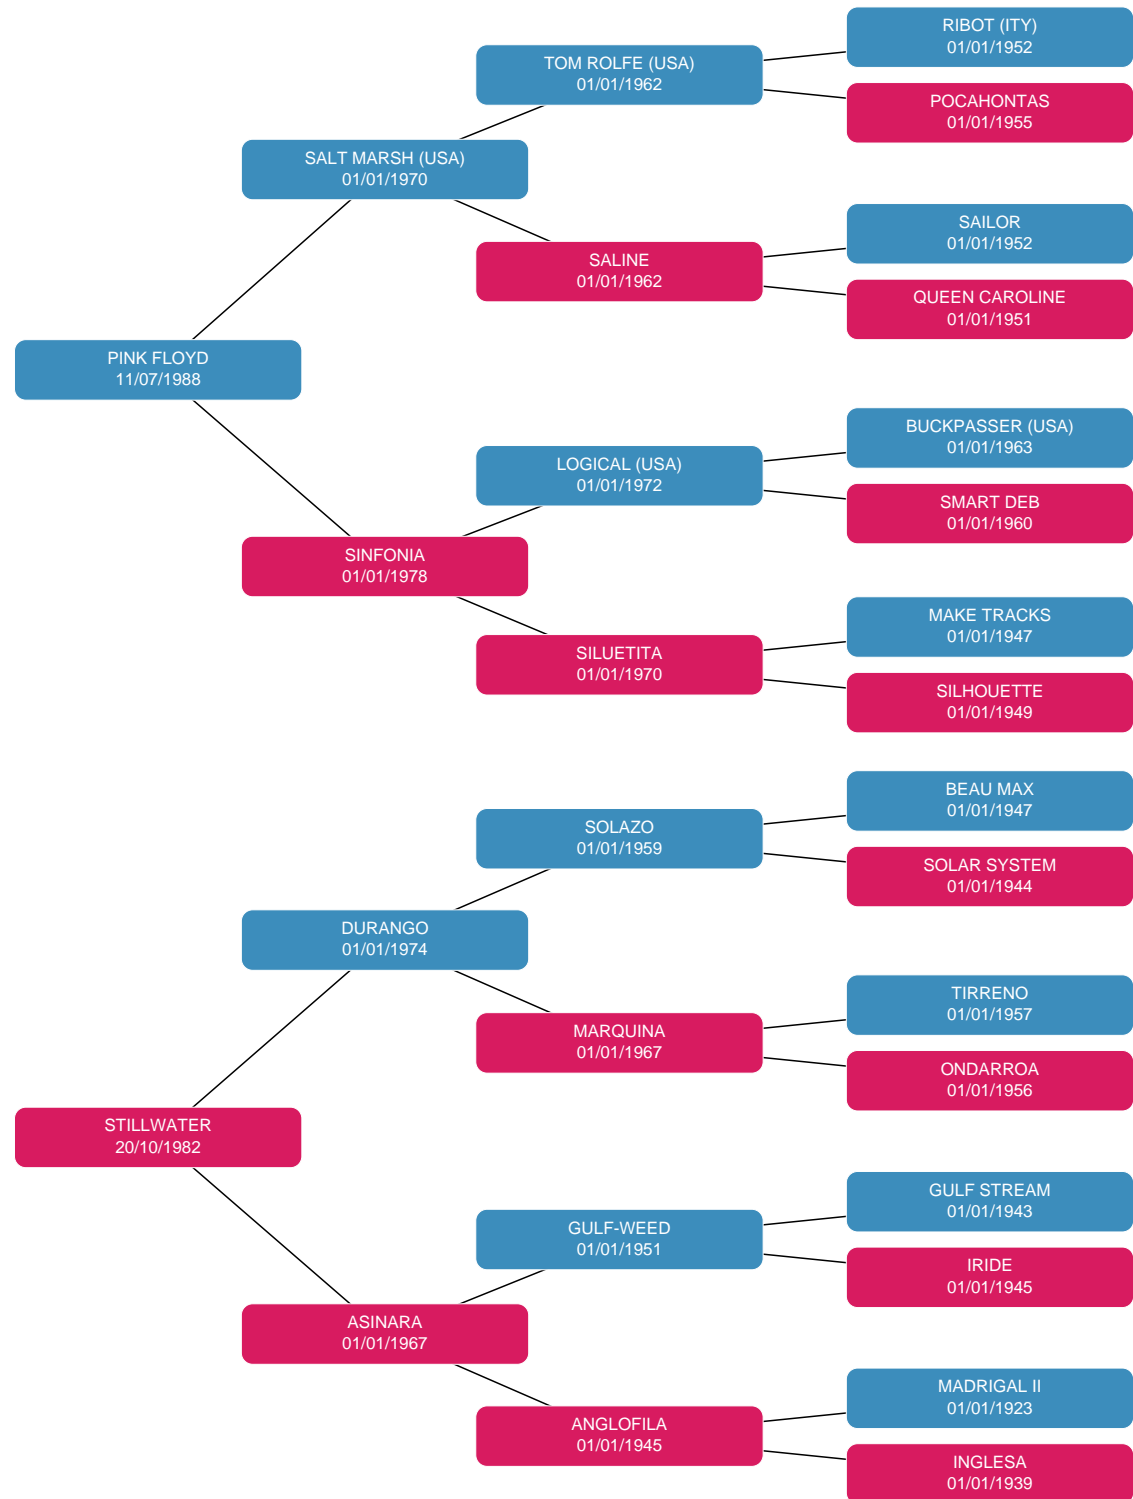 RIBOT (ITY)
01/01/1952
TOM ROLFE (USA)
01/01/1962
POCAHONTAS
01/01/1955
SALT MARSH (USA)
01/01/1970
SAILOR
01/01/1952
SALINE
01/01/1962
QUEEN CAROLINE
01/01/1951
PINK FLOYD
11/07/1988
BUCKPASSER (USA)
01/01/1963
LOGICAL (USA)
01/01/1972
SMART DEB
01/01/1960
SINFONIA
01/01/1978
MAKE TRACKS
01/01/1947
SILUETITA
01/01/1970
SILHOUETTE
01/01/1949
BEAU MAX
01/01/1947
SOLAZO
01/01/1959
SOLAR SYSTEM
01/01/1944
DURANGO
01/01/1974
TIRRENO
01/01/1957
MARQUINA
01/01/1967
ONDARROA
01/01/1956
STILLWATER
20/10/1982
GULF STREAM
01/01/1943
GULF-WEED
01/01/1951
IRIDE
01/01/1945
ASINARA
01/01/1967
MADRIGAL II
01/01/1923
ANGLOFILA
01/01/1945
INGLESA
01/01/1939